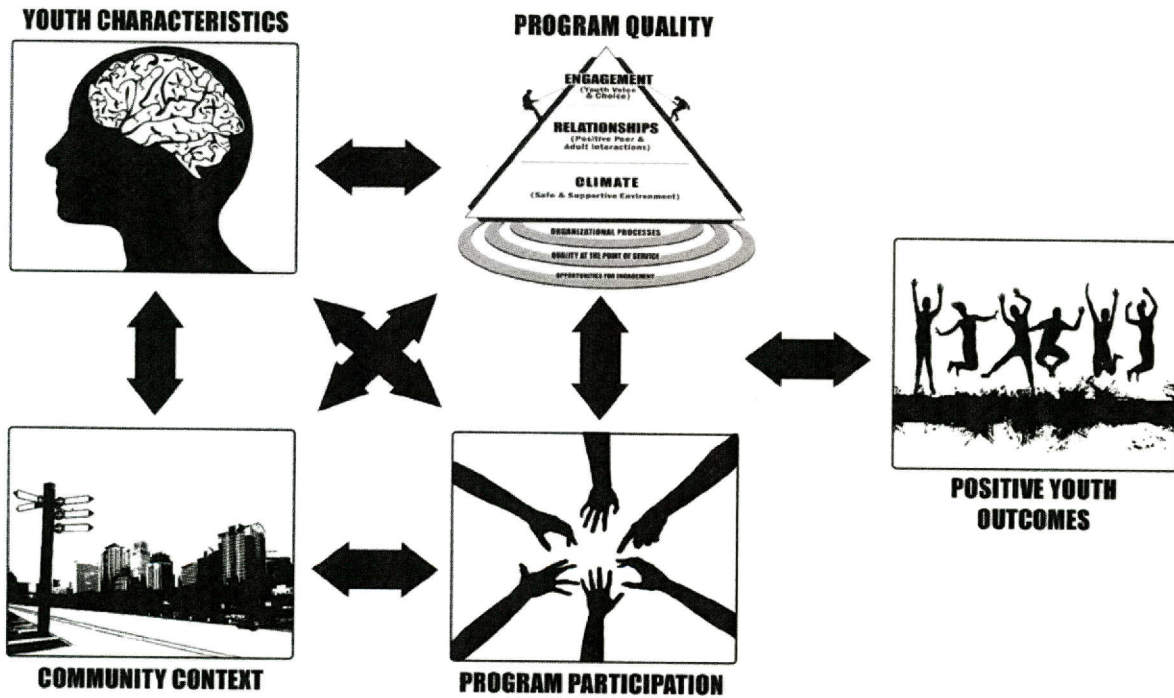 YOUTH CHARACTERISTICS
PROGRAM QUALITY
ENGAGEMENT
(Youth Voice
& Choice)
RELATIONSHIPS
(Positive Peer &
Adult Interactions)
CLIMATE
(Safe & Supportive Environment)
ORGANIZATIONAL PROCESSES
QUALITY AT THE POINT OF SERVICE
OPPORTUNITIES FOR ENGAGEMENT
POSITIVE YOUTH
OUTCOMES
COMMUNITY CONTEXT
PROGRAM PARTICIPATION